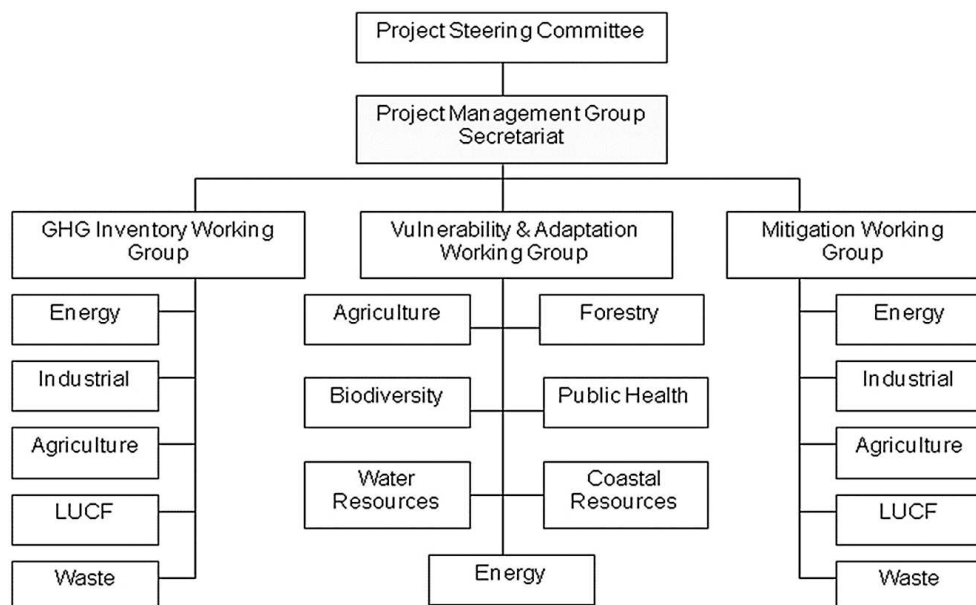 Project Steering Committee
Project Management Group
Secretariat
GHG Inventory Working
Group
Vulnerability & Adaptation
Working Group
Mitigation Working
Group
Energy
Industrial
Agriculture
LUCF
Waste
Agriculture
Forestry
Biodiversity
Public Health
Water
Resources
Coastal
Resources
Energy
Energy
Industrial
Agriculture
LUCF
Waste